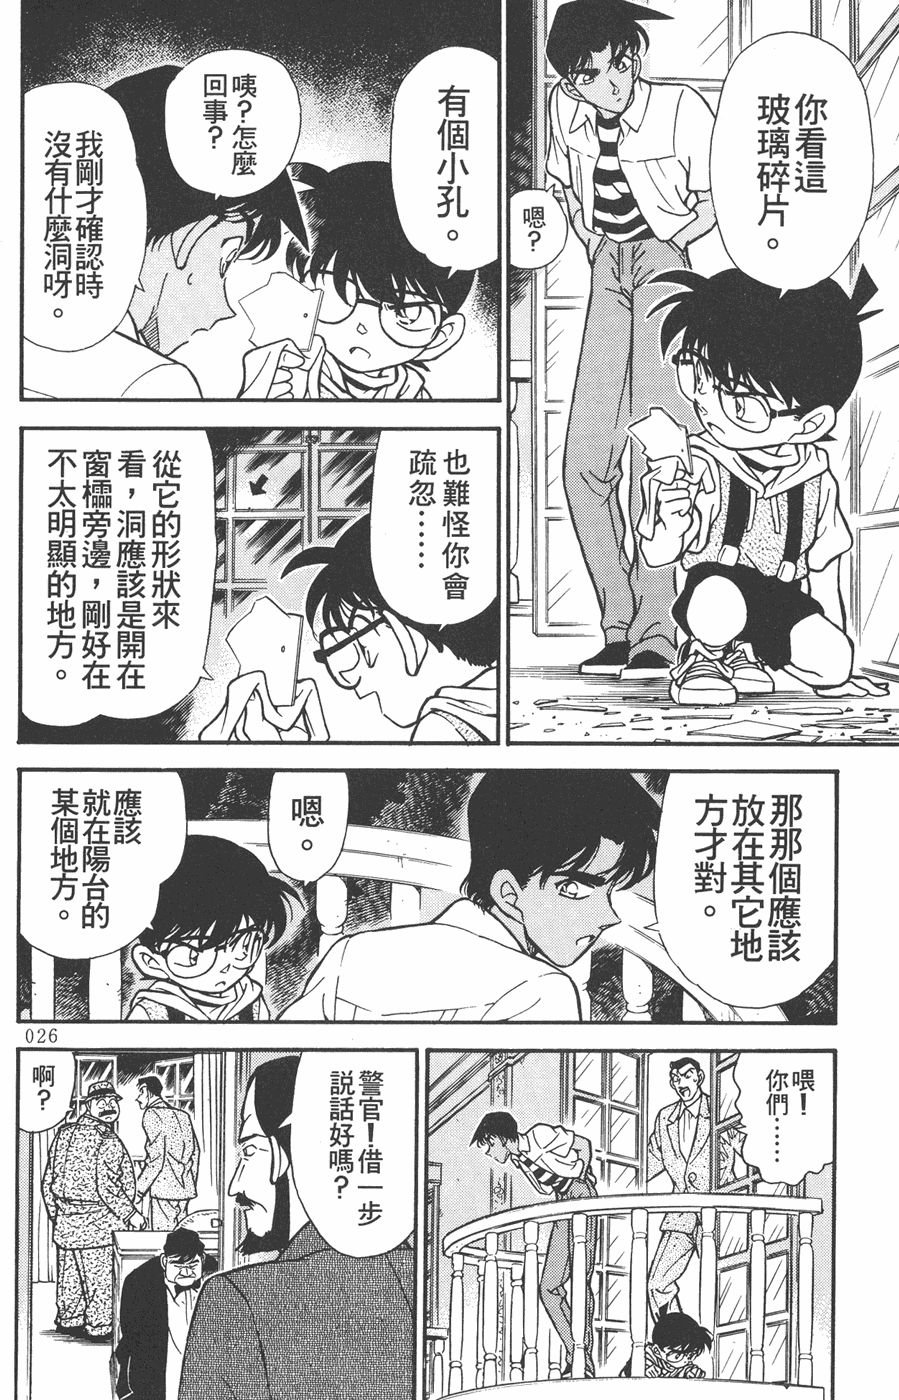 你看這
玻璃碎片。
嗯?
有個小孔。
咦?怎麼
回事?
我剛才確認時
沒有什麼洞呀。
也難怪你會
疏忽……
從它的形狀來
看,洞應該是開在
窗櫺旁邊,剛好在
不太明顯的地方。
那那個應該
放在其它地
方才對。
嗯。
應該
就在陽台的
某個地方。
026
喂!
你們……
警官!借一步
說話好嗎?
啊?